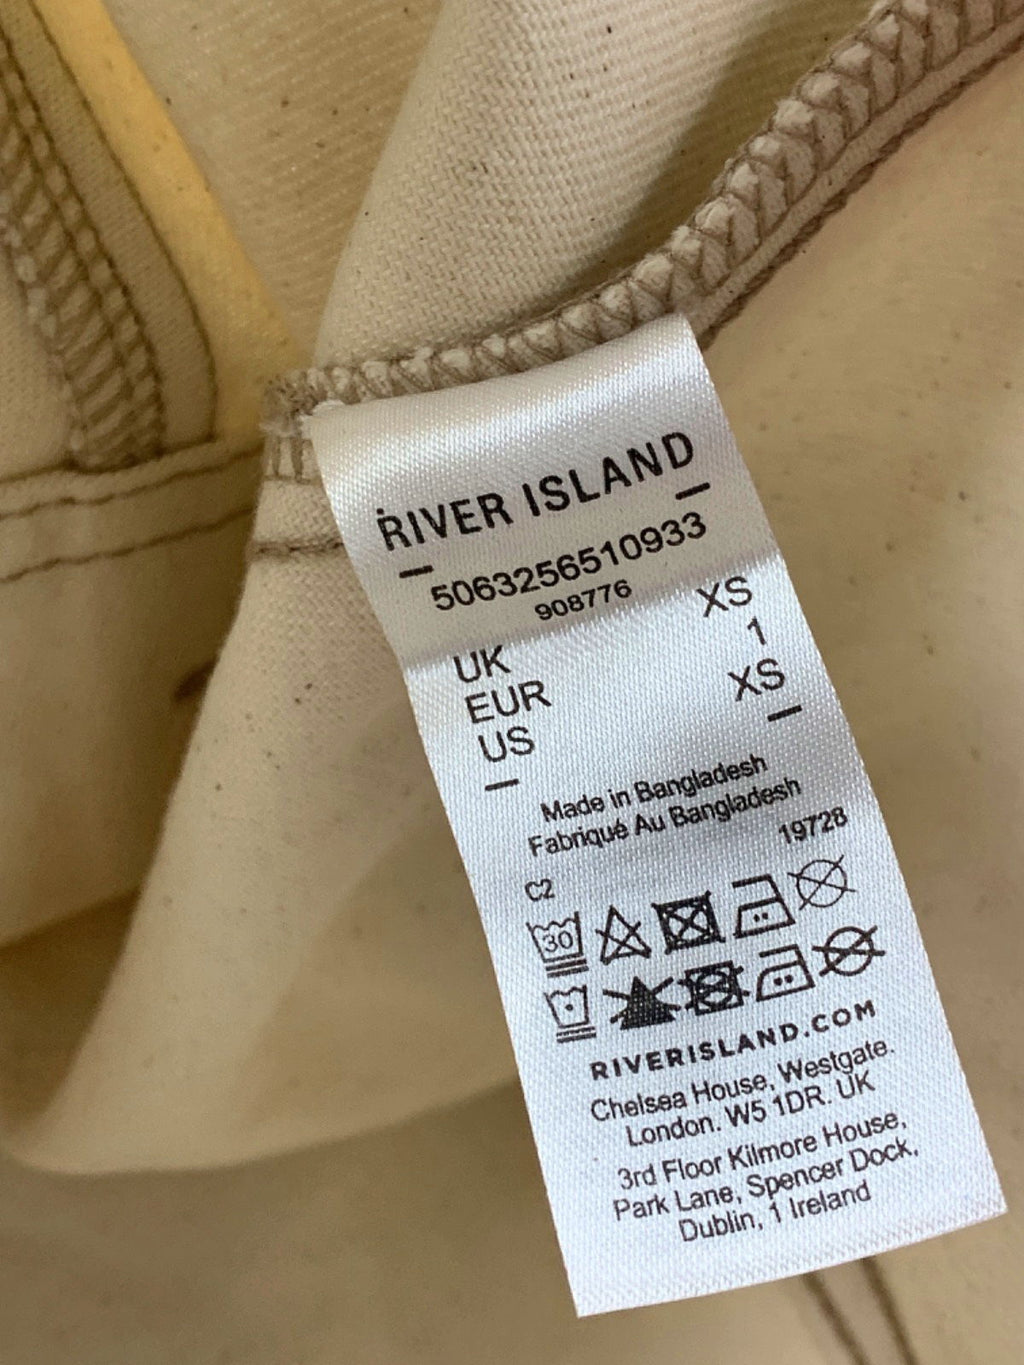 RIVER ISLAND
5063256510933
908776
UK XS
EUR 1
US XS
Made in Bangladesh
Fabriqué Au Bangladesh
19728
C2
30
RIVERISLAND.COM
Chelsea House, Westgate.
London. W5 1DR. UK
3rd Floor Kilmore House,
Park Lane, Spencer Dock,
Dublin, 1 Ireland